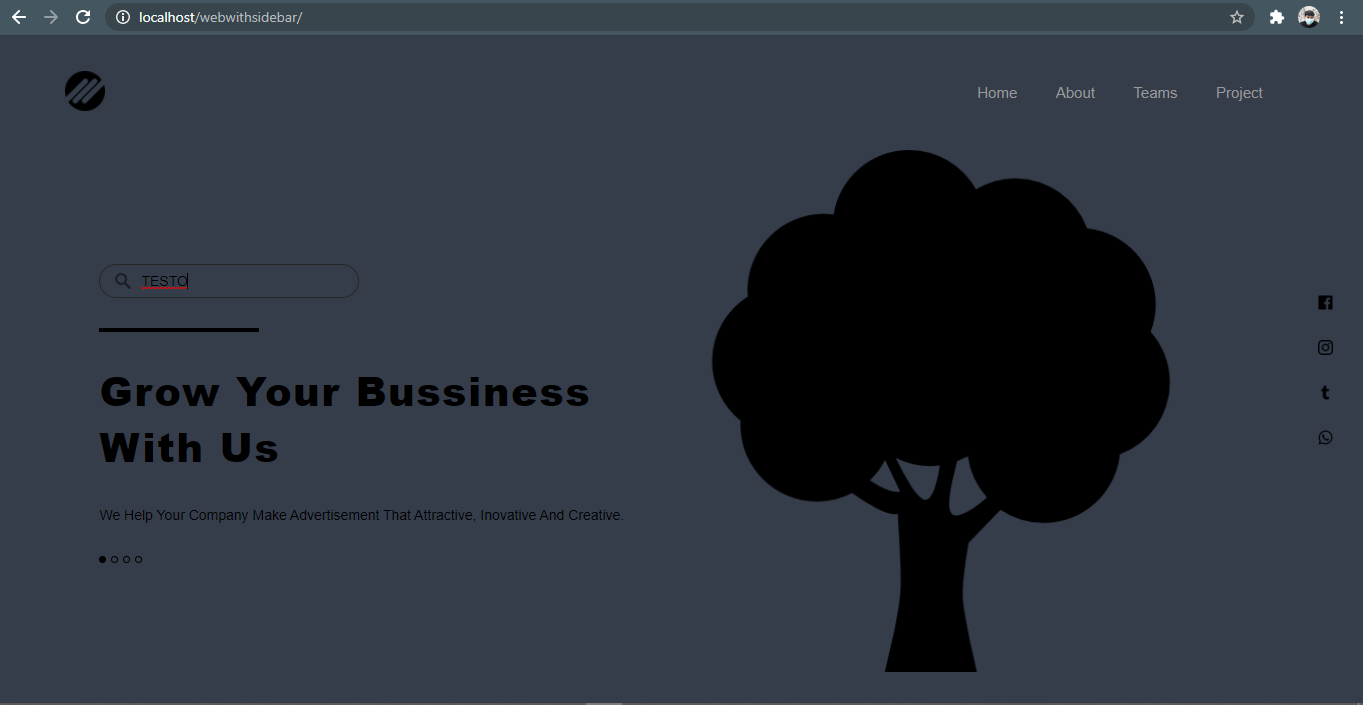 localhost/webwithsidebar/
Home About Teams Project
TESTO
Grow Your Bussiness
With Us
We Help Your Company Make Advertisement That Attractive, Inovative And Creative.